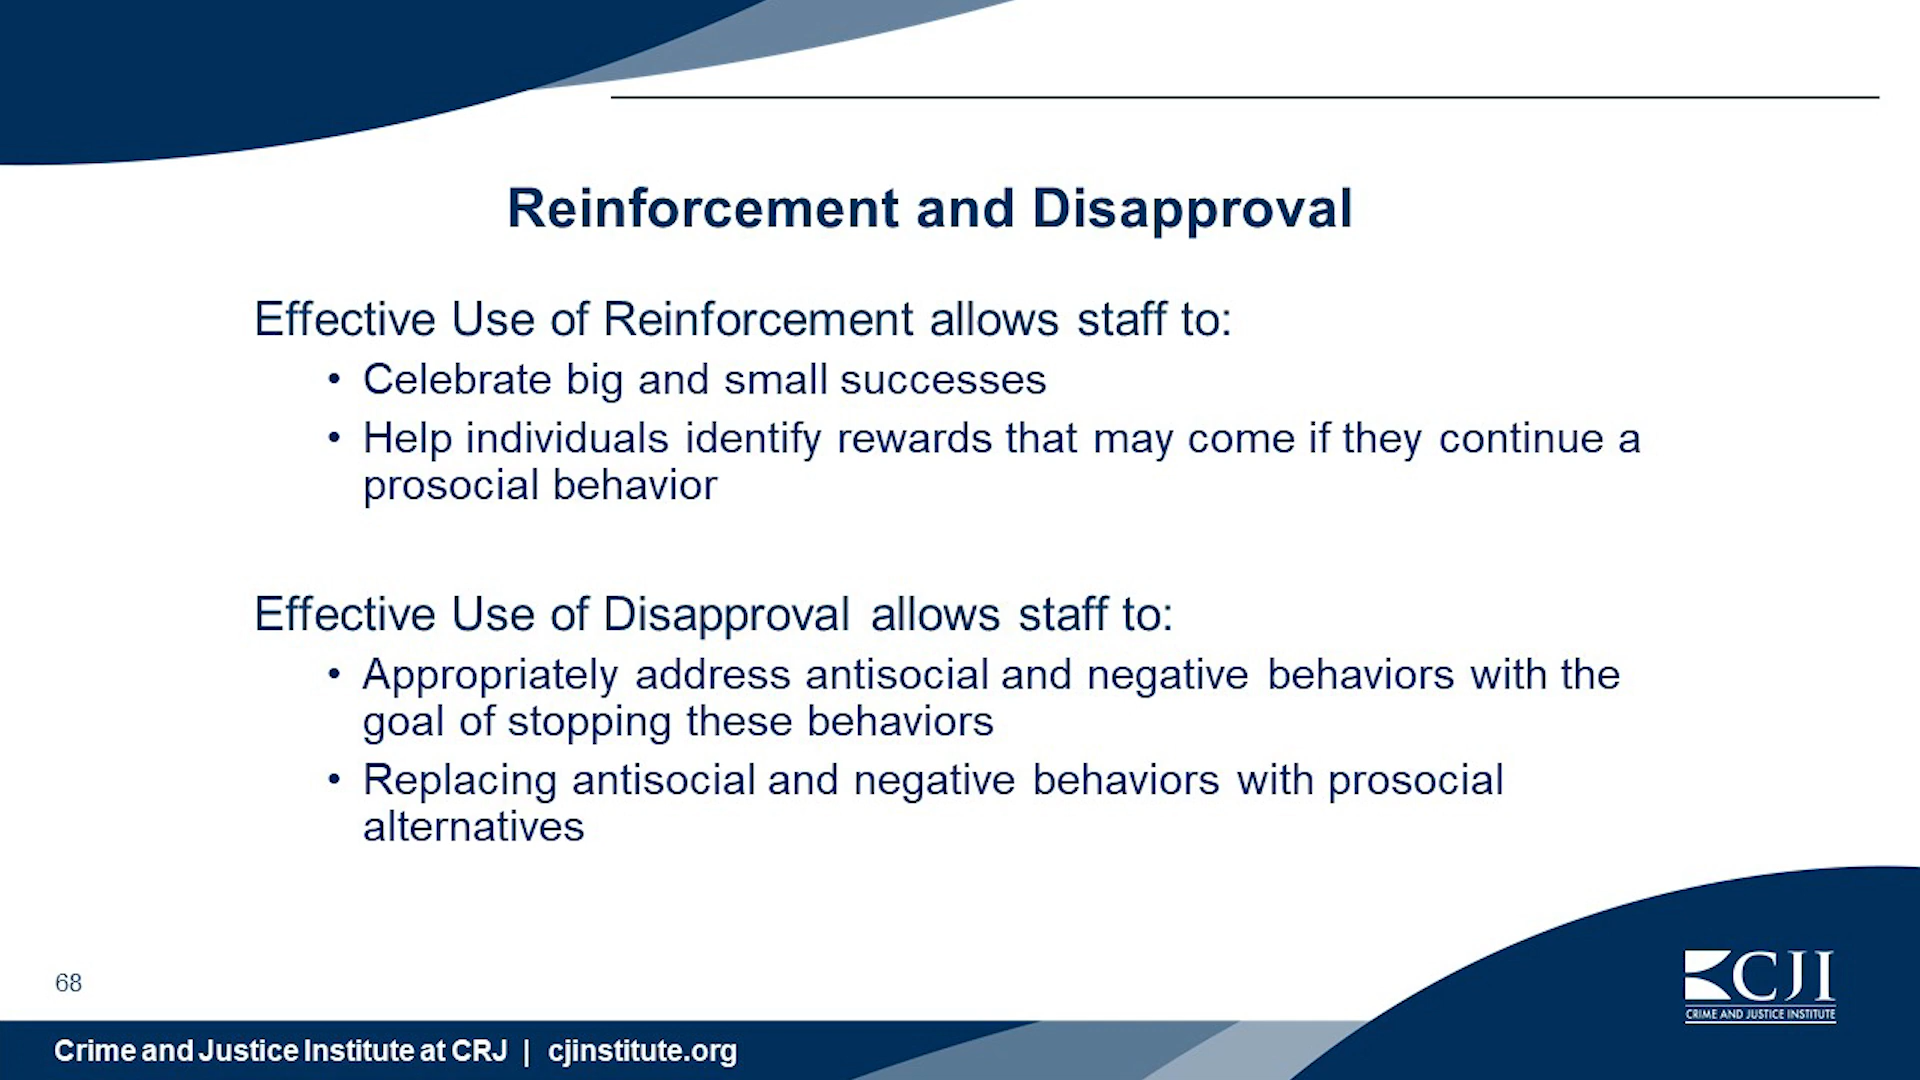 Reinforcement and Disapproval
Effective Use of Reinforcement allows staff to:
• Celebrate big and small successes
• Help individuals identify rewards that may come if they continue a
prosocial behavior
Effective Use of Disapproval allows staff to:
• Appropriately address antisocial and negative behaviors with the
goal of stopping these behaviors
• Replacing antisocial and negative behaviors with prosocial
alternatives
68
CJI
CRIME AND JUSTICE INSTITUTE
Crime and Justice Institute at CRJ | cjinstitute.org